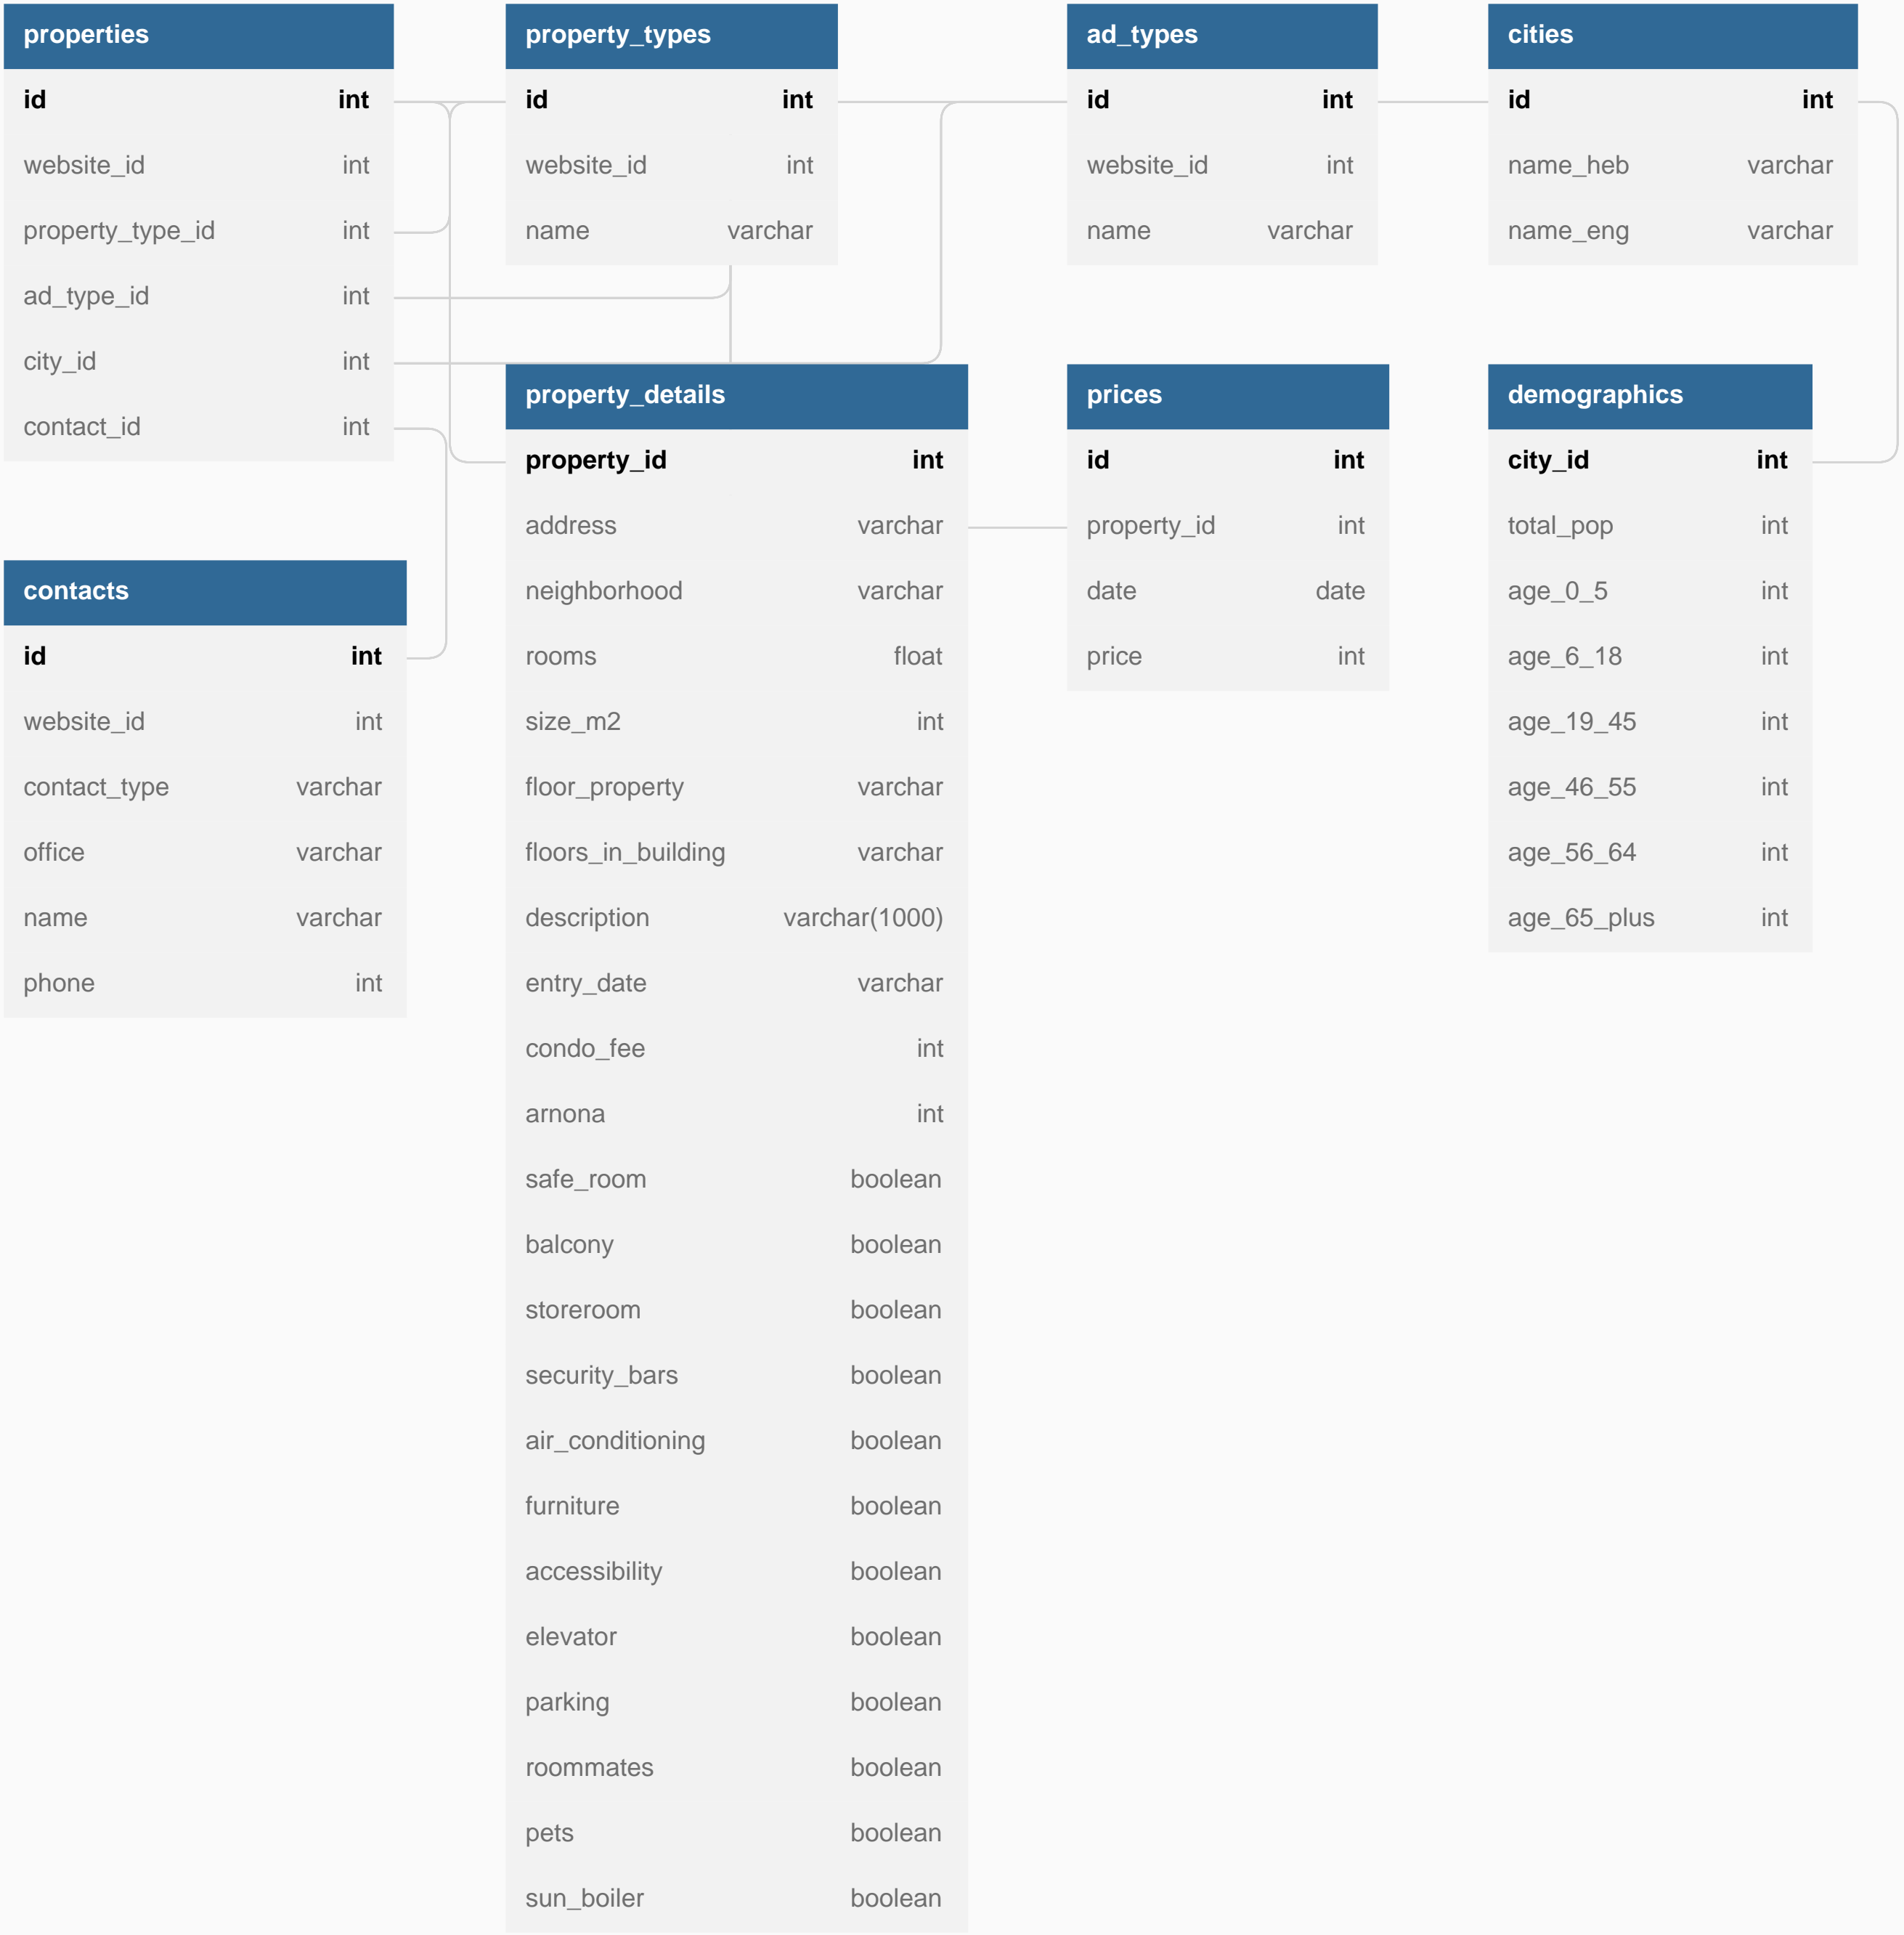 properties
id int
website_id int
property_type_id int
ad_type_id int
city_id int
contact_id int
contacts
id int
website_id int
contact_type varchar
office varchar
name varchar
phone int
property_types
id int
website_id int
name varchar
property_details
property_id int
address varchar
neighborhood varchar
rooms float
size_m2 int
floor_property varchar
floors_in_building varchar
description varchar(1000)
entry_date varchar
condo_fee int
arnona int
safe_room boolean
balcony boolean
storeroom boolean
security_bars boolean
air_conditioning boolean
furniture boolean
accessibility boolean
elevator boolean
parking boolean
roommates boolean
pets boolean
sun_boiler boolean
ad_types
id int
website_id int
name varchar
prices
id int
property_id int
date date
price int
cities
id int
name_heb varchar
name_eng varchar
demographics
city_id int
total_pop int
age_0_5 int
age_6_18 int
age_19_45 int
age_46_55 int
age_56_64 int
age_65_plus int